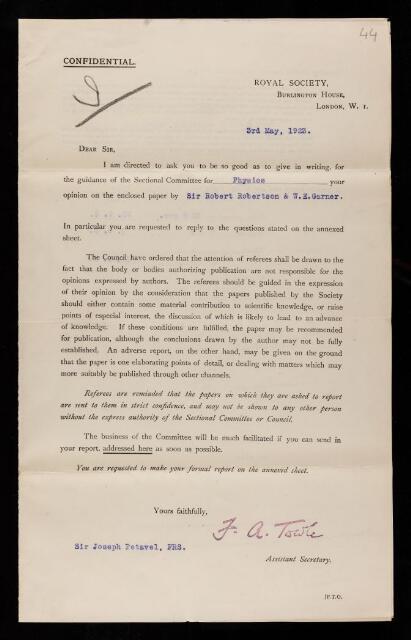 44
CONFIDENTIAL.
ROYAL SOCIETY,
BURLINGTON HOUSE,
LONDON, W. 1.
3rd May, 1923.
DEAR SIR,
I am directed to ask you to be so good as to give in writing, for
the guidance of the Sectional Committee for Physics your
opinion on the enclosed paper by Sir Robert Robertson & W.E.Garner.
In particular you are requested to reply to the questions stated on the annexed
sheet.
The Council have ordered that the attention of referees shall be drawn to the
fact that the body or bodies authorizing publication are not responsible for the
opinions expressed by authors. The referees should be guided in the expression
of their opinion by the consideration that the papers published by the Society
should either contain some material contribution to scientific knowledge, or raise
points of especial interest, the discussion of which is likely to lead to an advance
of knowledge. If these conditions are fulfilled, the paper may be recommended
for publication, although the conclusions drawn by the author may not be fully
established. An adverse report, on the other hand, may be given on the ground
that the paper is one elaborating points of detail, or dealing with matters which may
more suitably be published through other channels.
Referees are reminded that the papers on which they are asked to report
are sent to them in strict confidence, and may not be shown to any other person
without the express authority of the Sectional Committee or Council.
The business of the Committee will be much facilitated if you can send in
your report, addressed here as soon as possible.
You are requested to make your formal report on the annexed sheet.
Yours faithfully,
F. A. Towle
Assistant Secretary.
Sir Joseph Petavel, FRS.
[P.T.O.